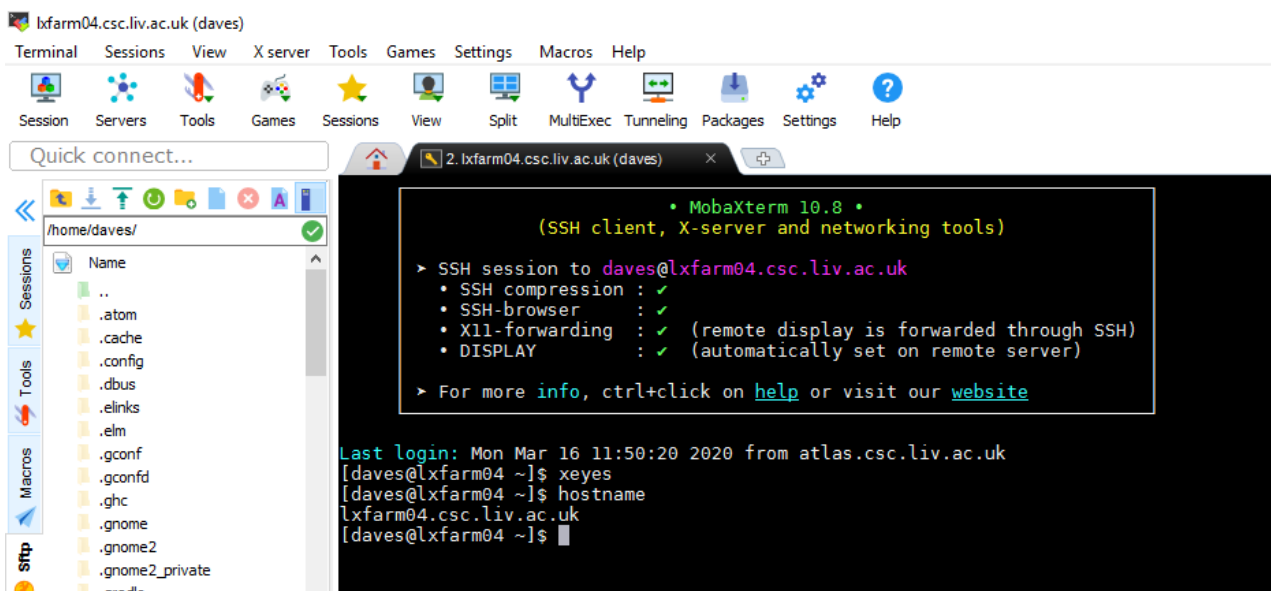 lxfarm04.csc.liv.ac.uk (daves)
Terminal Sessions View X server Tools Games Settings Macros Help
Session Servers Tools Games Sessions View Split MultiExec Tunneling Packages Settings Help
Quick connect...
2. lxfarm04.csc.liv.ac.uk (daves)
/home/daves/
Name
..
.atom
.cache
.config
.dbus
.elinks
.elm
.gconf
.gconfd
.ghc
.gnome
.gnome2
.gnome2_private
Sessions
Tools
Macros
Sftp
• MobaXterm 10.8 •
(SSH client, X-server and networking tools)
➤ SSH session to daves@lxfarm04.csc.liv.ac.uk
• SSH compression : ✔
• SSH-browser : ✔
• X11-forwarding : ✔ (remote display is forwarded through SSH)
• DISPLAY : ✔ (automatically set on remote server)
➤ For more info, ctrl+click on help or visit our website
Last login: Mon Mar 16 11:50:20 2020 from atlas.csc.liv.ac.uk
[daves@lxfarm04 ~]$ xeyes
[daves@lxfarm04 ~]$ hostname
lxfarm04.csc.liv.ac.uk
[daves@lxfarm04 ~]$